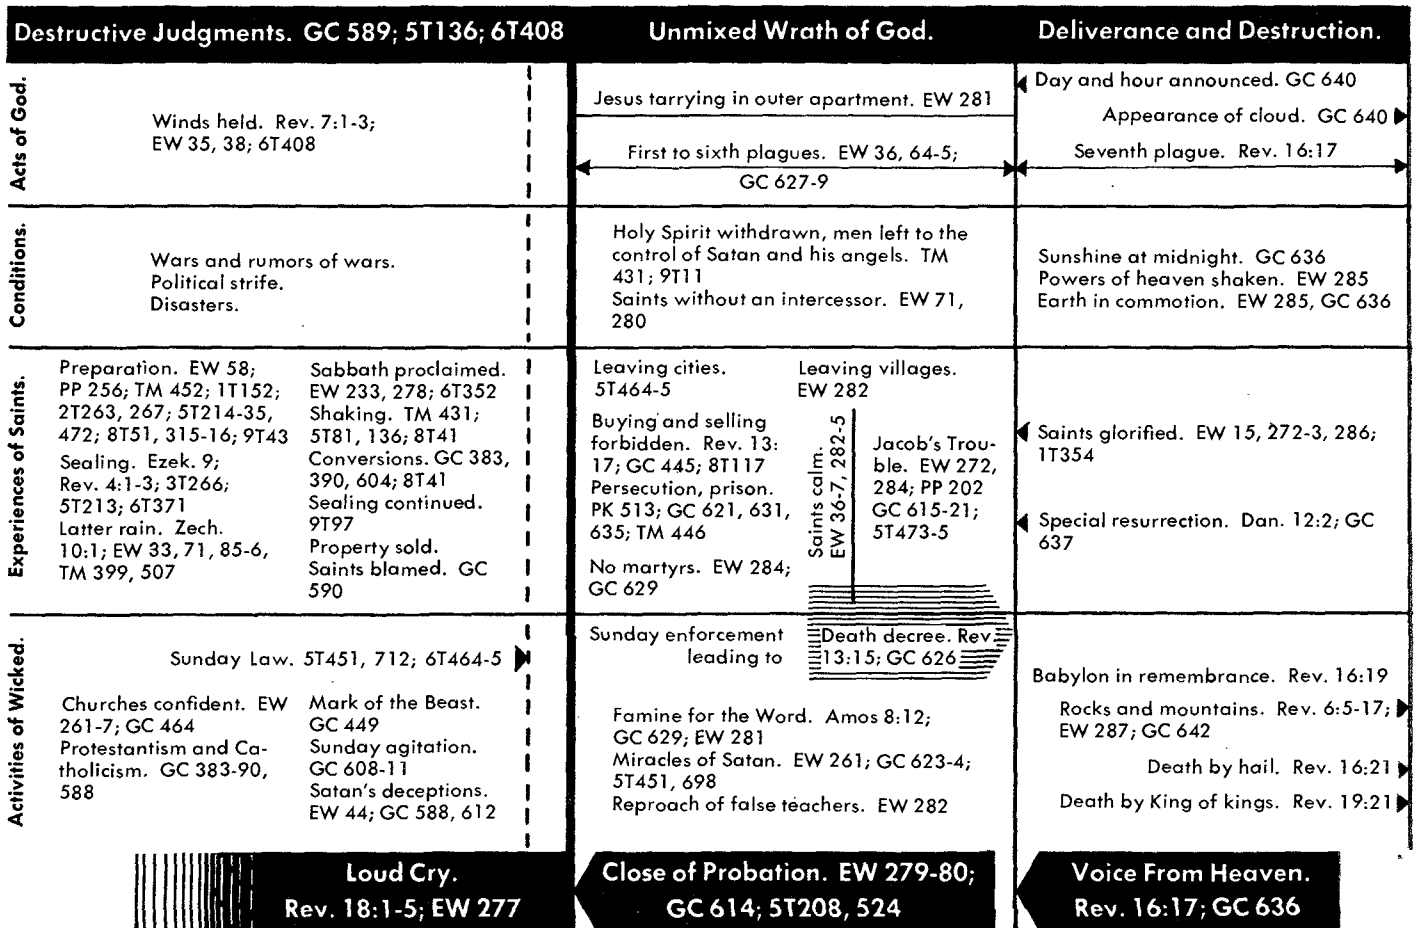 Destructive Judgments. GC 589; 5T136; 6T408
Unmixed Wrath of God.
Deliverance and Destruction.
Acts of God.
Winds held. Rev. 7:1-3;
EW 35, 38; 6T408
Jesus tarrying in outer apartment. EW 281
First to sixth plagues. EW 36, 64-5;
GC 627-9
Day and hour announced. GC 640
Appearance of cloud. GC 640
Seventh plague. Rev. 16:17
Conditions.
Wars and rumors of wars.
Political strife.
Disasters.
Holy Spirit withdrawn, men left to the
control of Satan and his angels. TM
431; 9T11
Saints without an intercessor. EW 71,
280
Sunshine at midnight. GC 636
Powers of heaven shaken. EW 285
Earth in commotion. EW 285, GC 636
Experiences of Saints.
Preparation. EW 58;
PP 256; TM 452; 1T152;
2T263, 267; 5T214-35,
472; 8T51, 315-16; 9T43
Sealing. Ezek. 9;
Rev. 4:1-3; 3T266;
5T213; 6T371
Latter rain. Zech.
10:1; EW 33, 71, 85-6,
TM 399, 507
Sabbath proclaimed.
EW 233, 278; 6T352
Shaking. TM 431;
5T81, 136; 8T41
Conversions. GC 383,
390, 604; 8T41
Sealing continued.
9T97
Property sold.
Saints blamed. GC
590
Leaving cities.
5T464-5
Buying and selling
forbidden. Rev. 13:
17; GC 445; 8T117
Persecution, prison.
PK 513; GC 621, 631,
635; TM 446
No martyrs. EW 284;
GC 629
Leaving villages.
EW 282
Saints calm.
EW 36-7, 282-5
Jacob's Trou-
ble. EW 272,
284; PP 202
GC 615-21;
5T473-5
Saints glorified. EW 15, 272-3, 286;
1T354
Special resurrection. Dan. 12:2; GC
637
Activities of Wicked.
Sunday Law. 5T451, 712; 6T464-5
Churches confident. EW
261-7; GC 464
Protestantism and Ca-
tholicism. GC 383-90,
588
Mark of the Beast.
GC 449
Sunday agitation.
GC 608-11
Satan's deceptions.
EW 44; GC 588, 612
Sunday enforcement
leading to
Death decree. Rev.
13:15; GC 626
Famine for the Word. Amos 8:12;
GC 629; EW 281
Miracles of Satan. EW 261; GC 623-4;
5T451, 698
Reproach of false teachers. EW 282
Babylon in remembrance. Rev. 16:19
Rocks and mountains. Rev. 6:5-17;
EW 287; GC 642
Death by hail. Rev. 16:21
Death by King of kings. Rev. 19:21
Loud Cry.
Rev. 18:1-5; EW 277
Close of Probation. EW 279-80;
GC 614; 5T208, 524
Voice From Heaven.
Rev. 16:17; GC 636